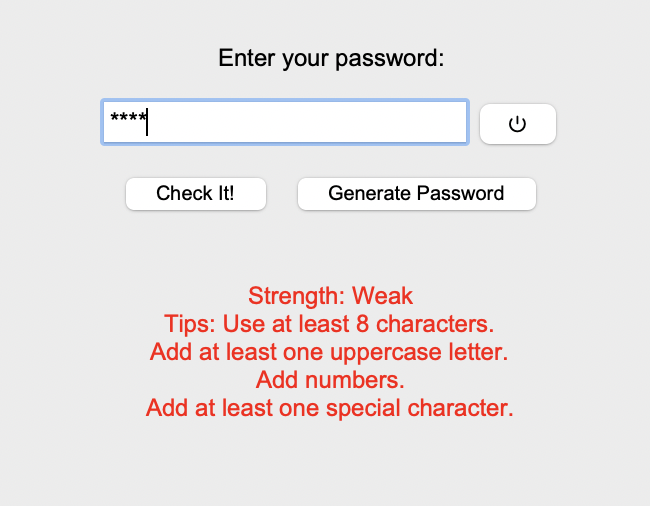 Enter your password:
****
Check It!
Generate Password
Strength: Weak
Tips: Use at least 8 characters.
Add at least one uppercase letter.
Add numbers.
Add at least one special character.